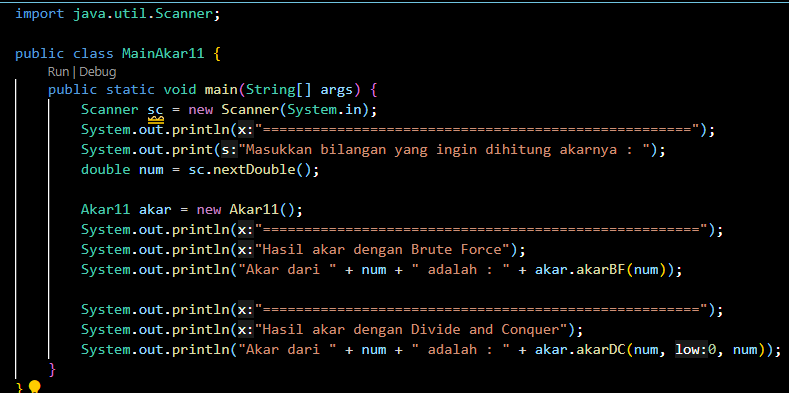 import java.util.Scanner;
public class MainAkar11 {
Run | Debug
public static void main(String[] args) {
Scanner sc = new Scanner(System.in);
System.out.println(x:"====================================================");
System.out.print(s:"Masukkan bilangan yang ingin dihitung akarnya : ");
double num = sc.nextDouble();
Akar11 akar = new Akar11();
System.out.println(x:"=====================================================");
System.out.println(x:"Hasil akar dengan Brute Force");
System.out.println("Akar dari " + num + " adalah : " + akar.akarBF(num));
System.out.println(x:"=====================================================");
System.out.println(x:"Hasil akar dengan Divide and Conquer");
System.out.println("Akar dari " + num + " adalah : " + akar.akarDC(num, low:0, num));
}
}